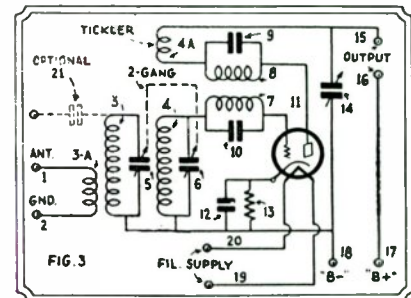 TICKLER
4A
9
15
OUTPUT
OPTIONAL
21
16
2-GANG
8
3
4
7
11
14
ANT.
3-A
10
1
5
6
GND.
2
12
13
FIG.3
20
18
17
FIL. SUPPLY
19
"B-"
"B+"